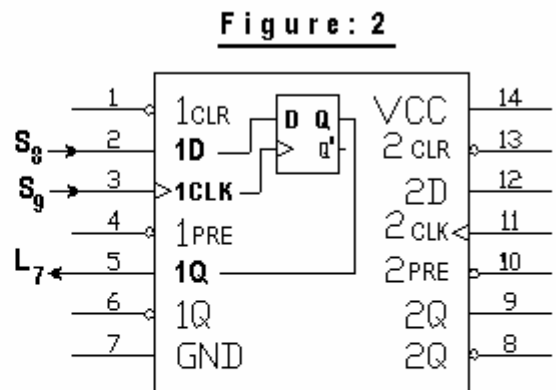 Figure: 2
1 1CLR VCC 14
S8 2 1D D Q 2 CLR 13
Q'
S9 3 1CLK 2D 12
4 1PRE 2 CLK 11
L7 5 1Q 2PRE 10
6 1Q 2Q 9
7 GND 2Q 8